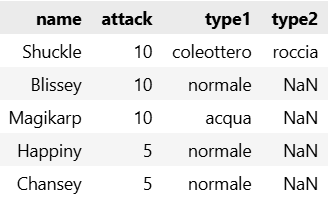 name attack type1 type2
Shuckle 10 coleottero roccia
Blissey 10 normale NaN
Magikarp 10 acqua NaN
Happiny 5 normale NaN
Chansey 5 normale NaN